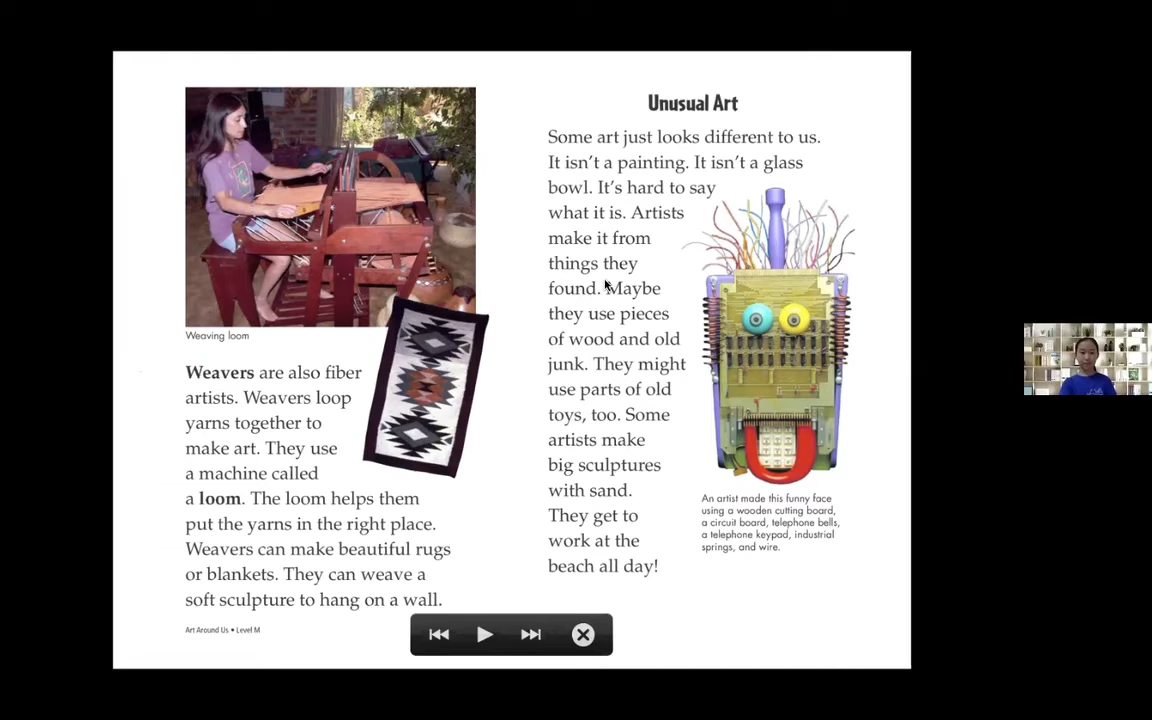 Weaving loom
Weavers are also fiber
artists. Weavers loop
yarns together to
make art. They use
a machine called
a loom. The loom helps them
put the yarns in the right place.
Weavers can make beautiful rugs
or blankets. They can weave a
soft sculpture to hang on a wall.
Art Around Us • Level M
Unusual Art
Some art just looks different to us.
It isn't a painting. It isn't a glass
bowl. It's hard to say
what it is. Artists
make it from
things they
found. Maybe
they use pieces
of wood and old
junk. They might
use parts of old
toys, too. Some
artists make
big sculptures
with sand.
They get to
work at the
beach all day!
An artist made this funny face
using a wooden cutting board,
a circuit board, telephone bells,
a telephone keypad, industrial
springs, and wire.